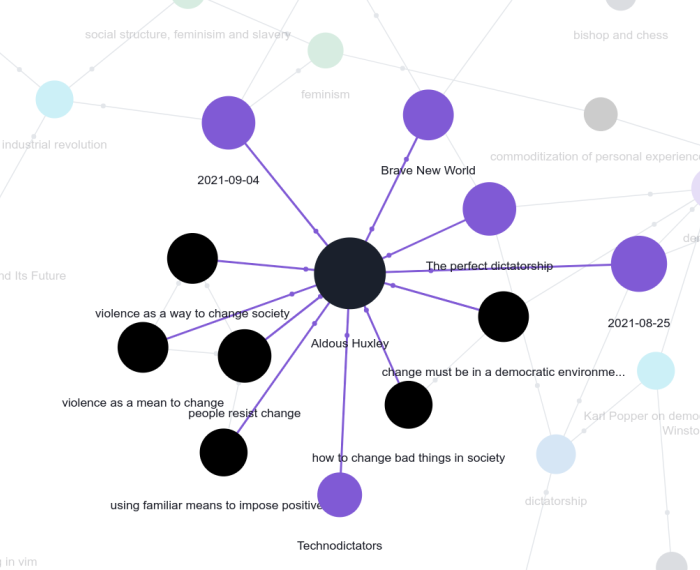 social structure, feminisim and slavery
bishop and chess
feminism
industrial revolution
commoditization of personal experience
Brave New World
2021-09-04
The perfect dictatorship
nd Its Future
violence as a way to change society
2021-08-25
Aldous Huxley
change must be in a democratic environme...
violence as a mean to change
people resist change
Karl Popper on demo
Winsto
how to change bad things in society
dictatorship
using familiar means to impose positive
Technodictators
in vim